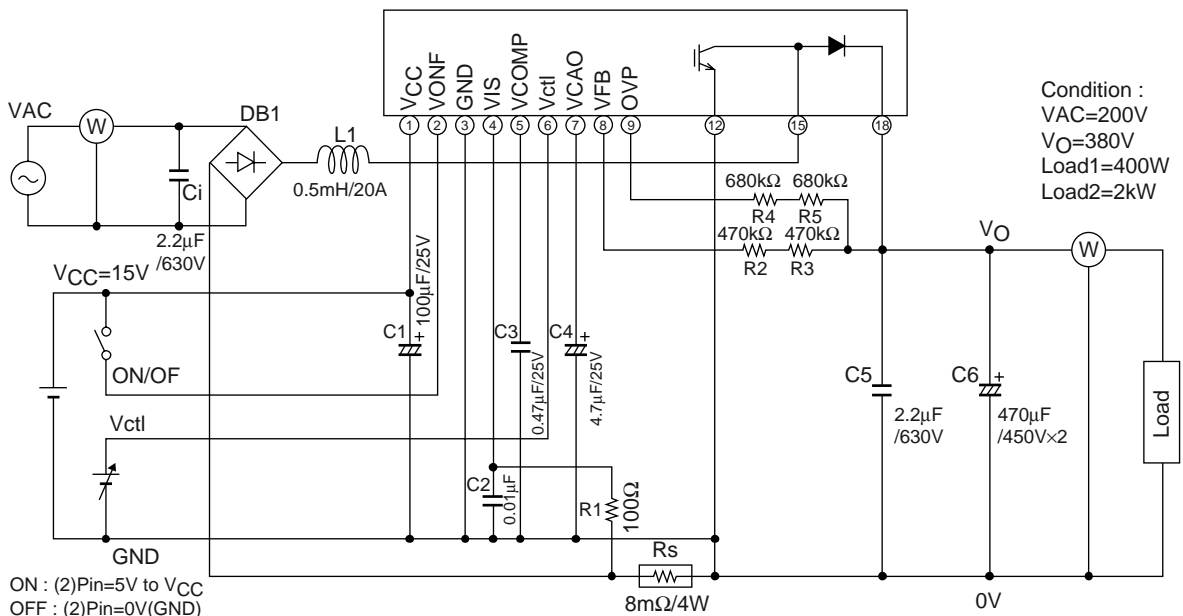 VCC
VONF
GND
VIS
VCOMP
Vctl
VCAO
VFB
OVP
1
2
3
4
5
6
7
8
9
12
15
18
Condition :
VAC=200V
VO=380V
Load1=400W
Load2=2kW
VAC
W
DB1
L1
0.5mH/20A
Ci
2.2μF
/630V
680kΩ
680kΩ
R4
R5
470kΩ
470kΩ
R2
R3
VO
W
VCC=15V
100μF/25V
C1
+
C3
0.47μF/25V
C4
+
4.7μF/25V
ON/OF
Vctl
C5
2.2μF
/630V
C6
+
470μF
/450V×2
Load
C2
0.01μF
R1
100Ω
GND
Rs
8mΩ/4W
0V
ON : (2)Pin=5V to VCC
OFF : (2)Pin=0V(GND)